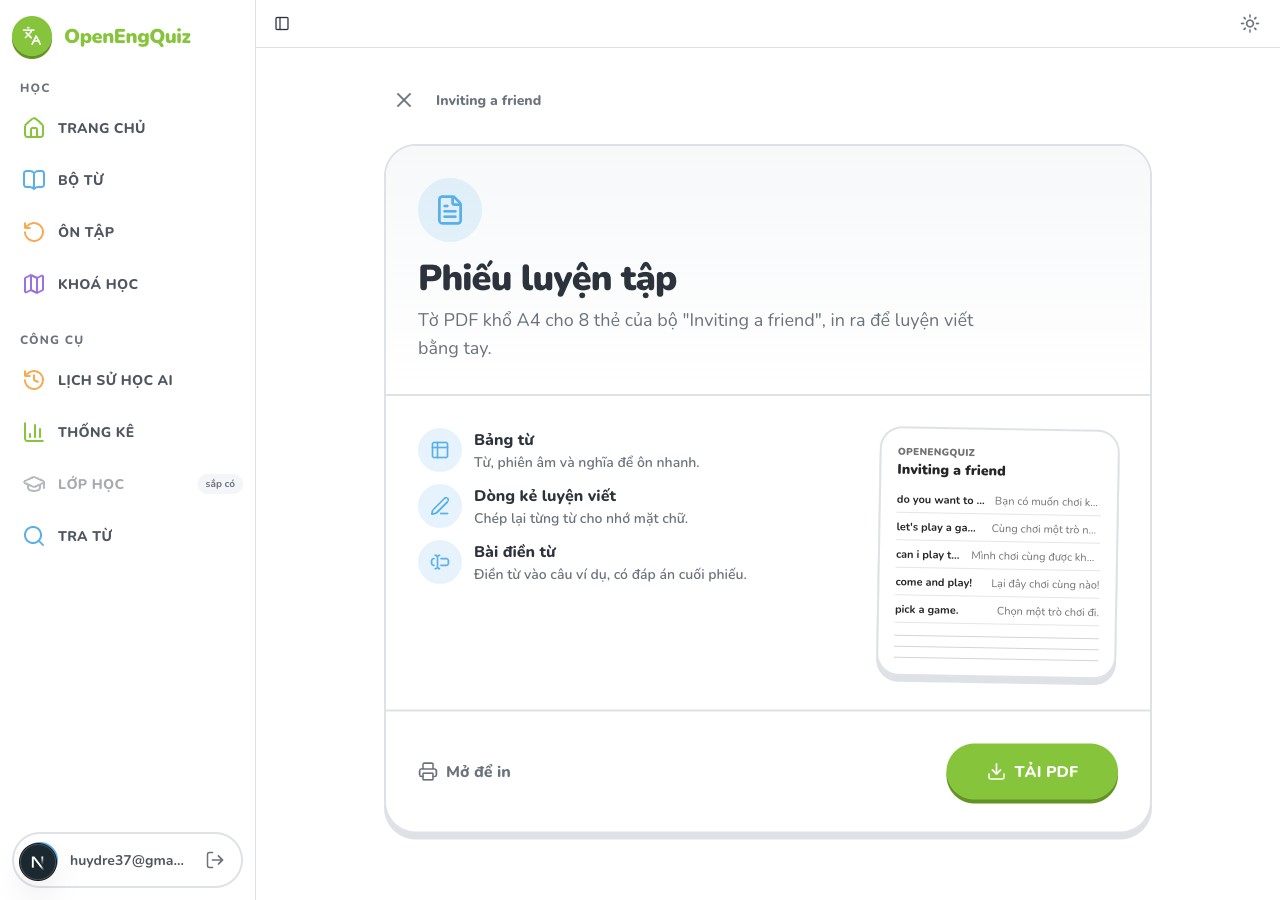 OpenEngQuiz
HỌC
TRANG CHỦ
BỘ TỪ
ÔN TẬP
KHOÁ HỌC
CÔNG CỤ
LỊCH SỬ HỌC AI
THỐNG KÊ
LỚP HỌC
sắp có
TRA TỪ
N
huydre37@gma...
Inviting a friend
Phiếu luyện tập
Tờ PDF khổ A4 cho 8 thẻ của bộ "Inviting a friend", in ra để luyện viết
bằng tay.
Bảng từ
Từ, phiên âm và nghĩa để ôn nhanh.
Dòng kẻ luyện viết
Chép lại từng từ cho nhớ mặt chữ.
Bài điền từ
Điền từ vào câu ví dụ, có đáp án cuối phiếu.
OPENENGQUIZ
Inviting a friend
do you want to ... Bạn có muốn chơi k...
let's play a ga... Cùng chơi một trò n...
can i play t... Mình chơi cùng được kh...
come and play! Lại đây chơi cùng nào!
pick a game. Chọn một trò chơi đi.
Mở để in
TẢI PDF